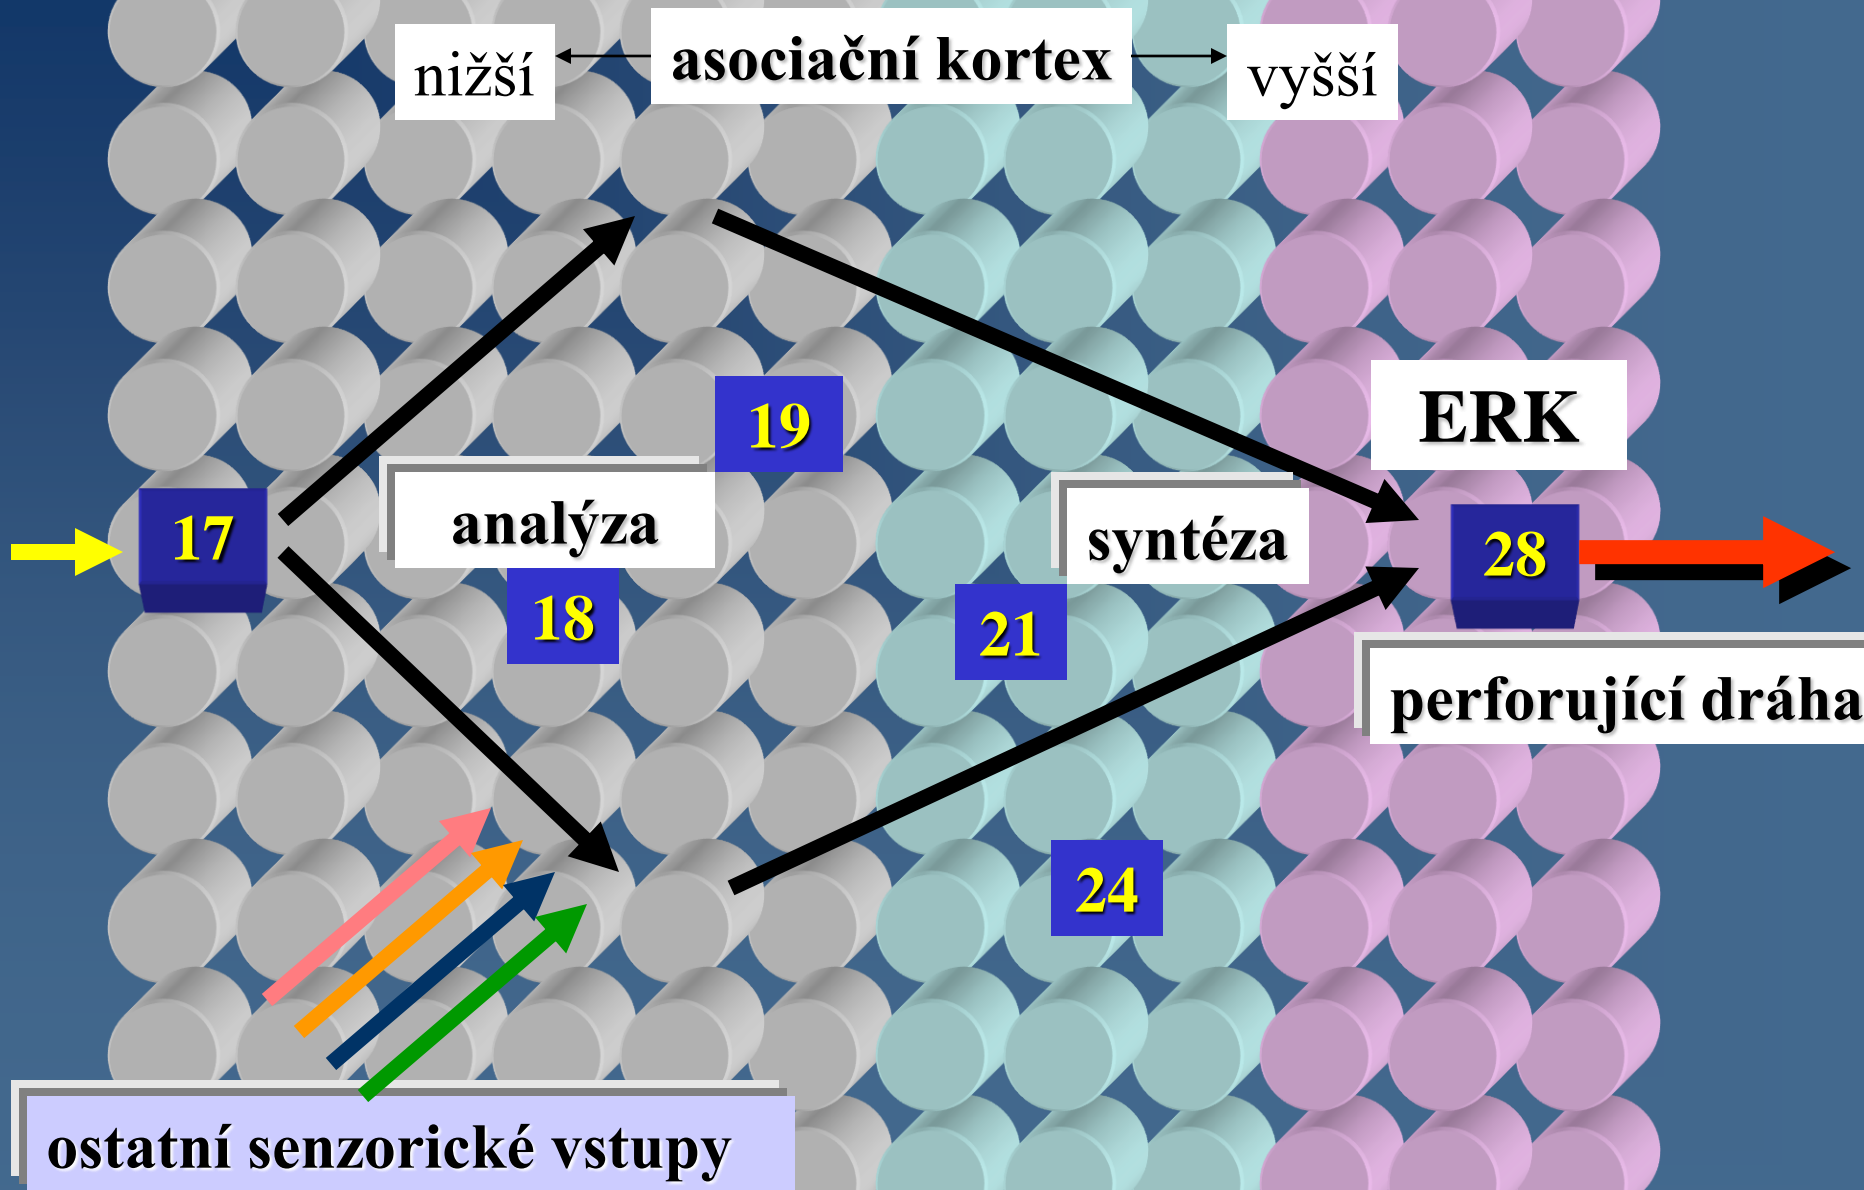 asociační kortex
nižší
vyšší
ERK
19
analýza
17
syntéza
28
18
21
perforující dráha
24
ostatní senzorické vstupy